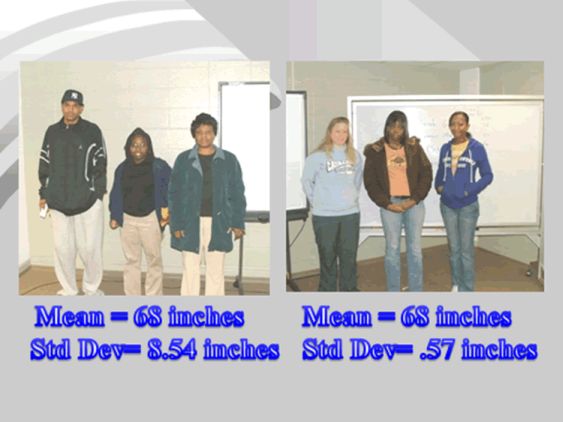 Mean = 68 inches
Std Dev= 8.54 inches
Mean = 68 inches
Std Dev= .57 inches